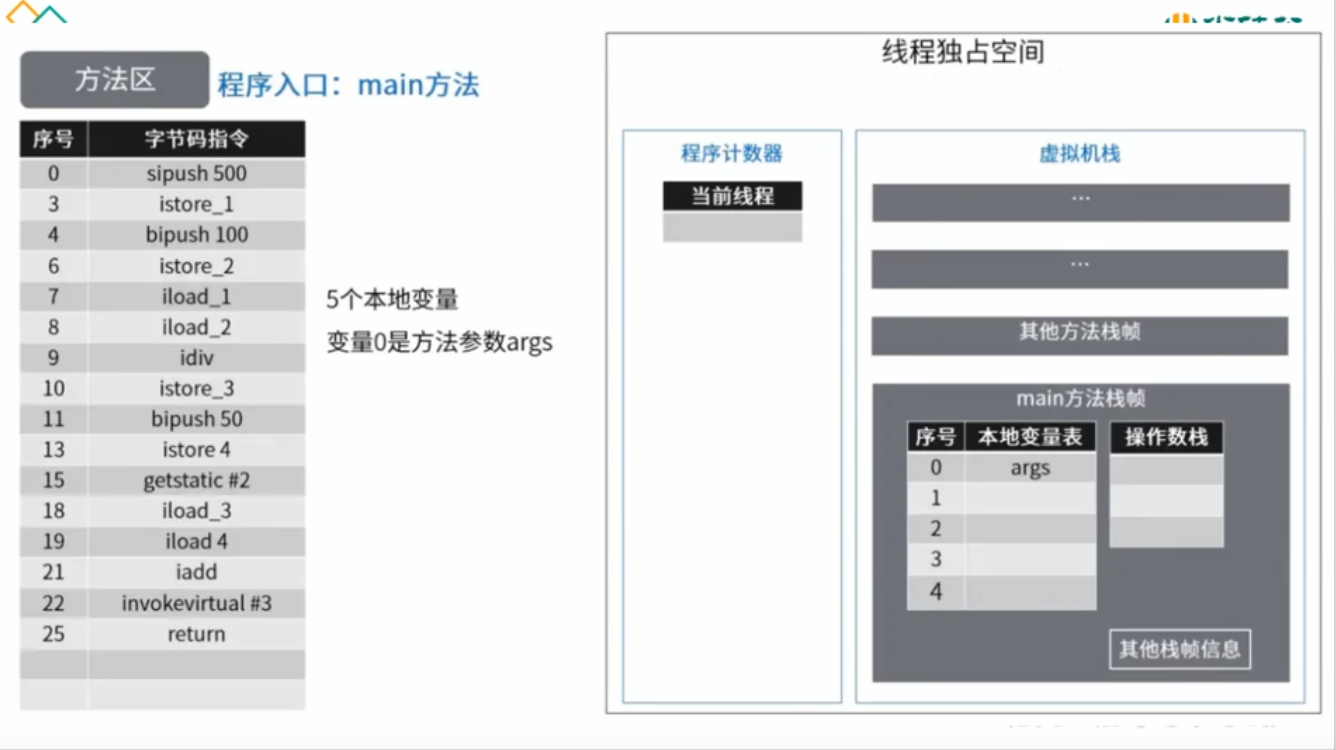 方法区 程序入口：main方法
序号 字节码指令
0 sipush 500
3 istore_1
4 bipush 100
6 istore_2
7 iload_1
8 iload_2
9 idiv
10 istore_3
11 bipush 50
13 istore 4
15 getstatic #2
18 iload_3
19 iload 4
21 iadd
22 invokevirtual #3
25 return
5个本地变量
变量0是方法参数args
线程独占空间
程序计数器
当前线程
虚拟机栈
...
...
其他方法栈帧
main方法栈帧
序号 本地变量表 操作数栈
0 args
1
2
3
4
其他栈帧信息